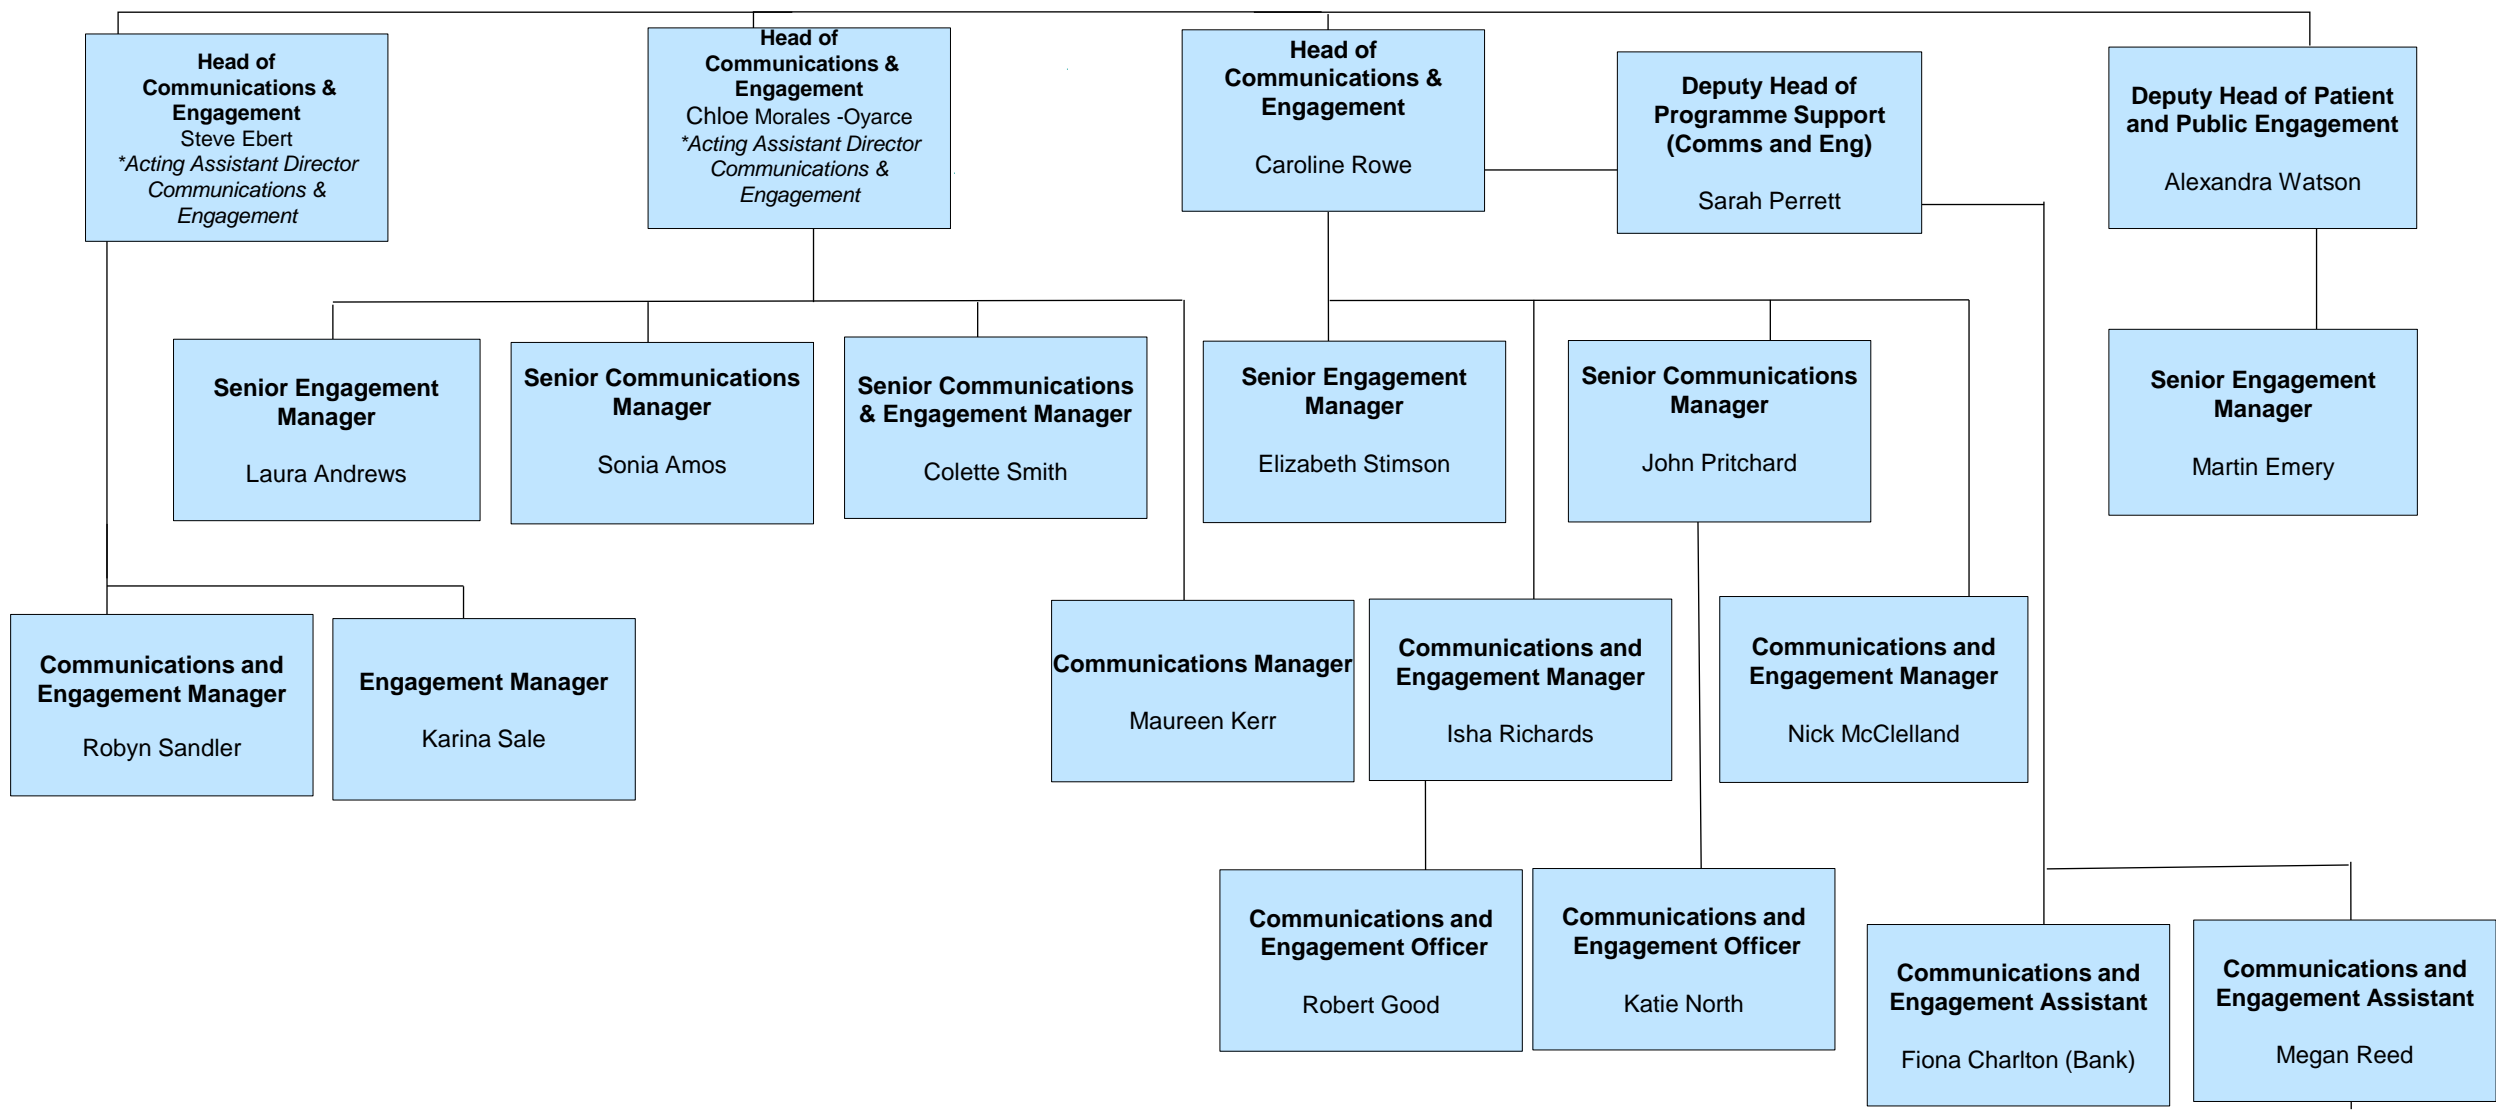 Head of
Communications &
Engagement
Steve Ebert
*Acting Assistant Director
Communications &
Engagement
Head of
Communications &
Engagement
Chloe Morales -Oyarce
*Acting Assistant Director
Communications &
Engagement
Head of
Communications &
Engagement
Caroline Rowe
Deputy Head of
Programme Support
(Comms and Eng)
Sarah Perrett
Deputy Head of Patient
and Public Engagement
Alexandra Watson
Senior Engagement
Manager
Laura Andrews
Senior Communications
Manager
Sonia Amos
Senior Communications
& Engagement Manager
Colette Smith
Senior Engagement
Manager
Elizabeth Stimson
Senior Communications
Manager
John Pritchard
Senior Engagement
Manager
Martin Emery
Communications and
Engagement Manager
Robyn Sandler
Engagement Manager
Karina Sale
Communications Manager
Maureen Kerr
Communications and
Engagement Manager
Isha Richards
Communications and
Engagement Manager
Nick McClelland
Communications and
Engagement Officer
Robert Good
Communications and
Engagement Officer
Katie North
Communications and
Engagement Assistant
Fiona Charlton (Bank)
Communications and
Engagement Assistant
Megan Reed